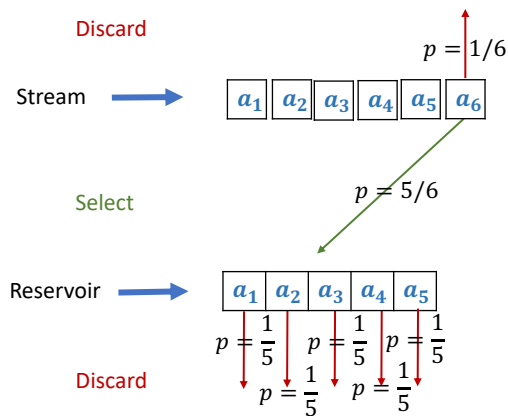 Discard
p = 1/6
Stream a₁ a₂ a₃ a₄ a₅ a₆
p = 5/6
Select
Reservoir a₁ a₂ a₃ a₄ a₅
p = 1/5 p = 1/5 p = 1/5
Discard p = 1/5 p = 1/5